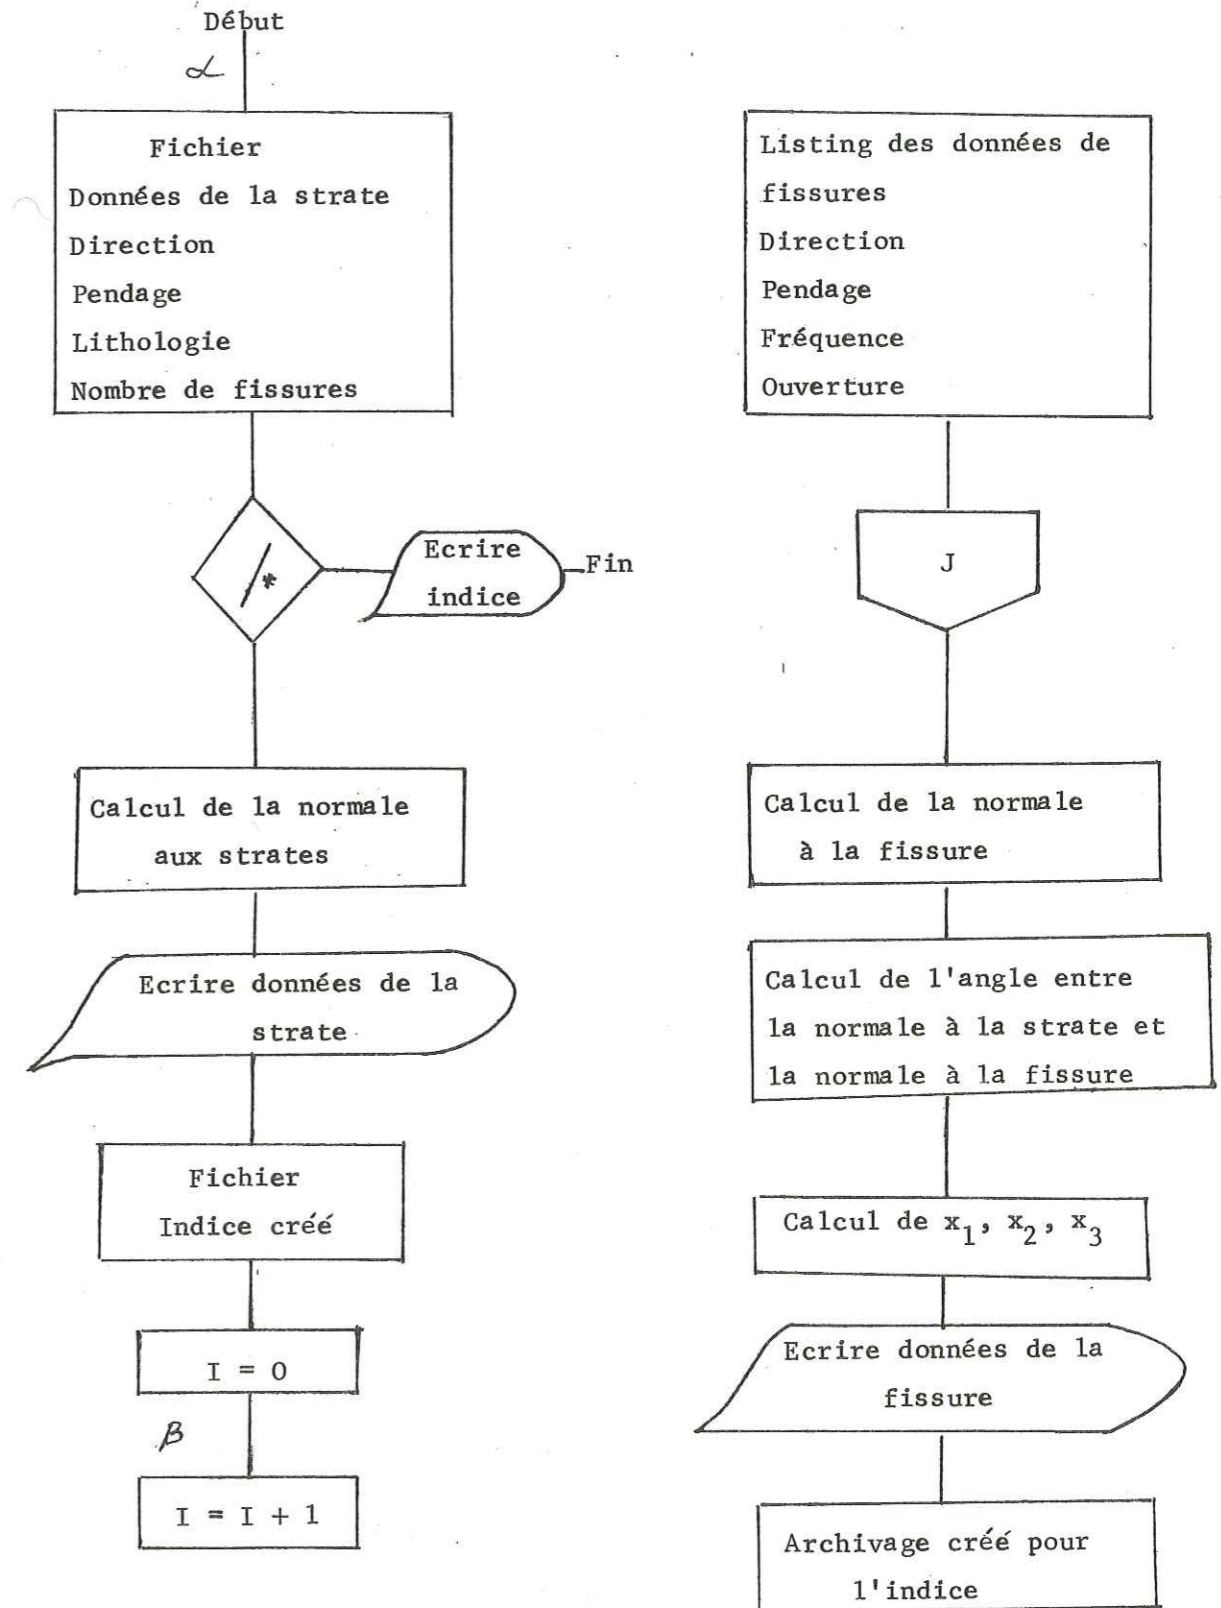 Début
α
Fichier
Données de la strate
Direction
Pendage
Lithologie
Nombre de fissures
/*
Ecrire
indice
Fin
Calcul de la normale
aux strates
Ecrire données de la
strate
Fichier
Indice créé
I = 0
β
I = I + 1
Listing des données de
fissures
Direction
Pendage
Fréquence
Ouverture
J
Calcul de la normale
à la fissure
Calcul de l'angle entre
la normale à la strate et
la normale à la fissure
Calcul de x₁, x₂, x₃
Ecrire données de la
fissure
Archivage créé pour
l'indice